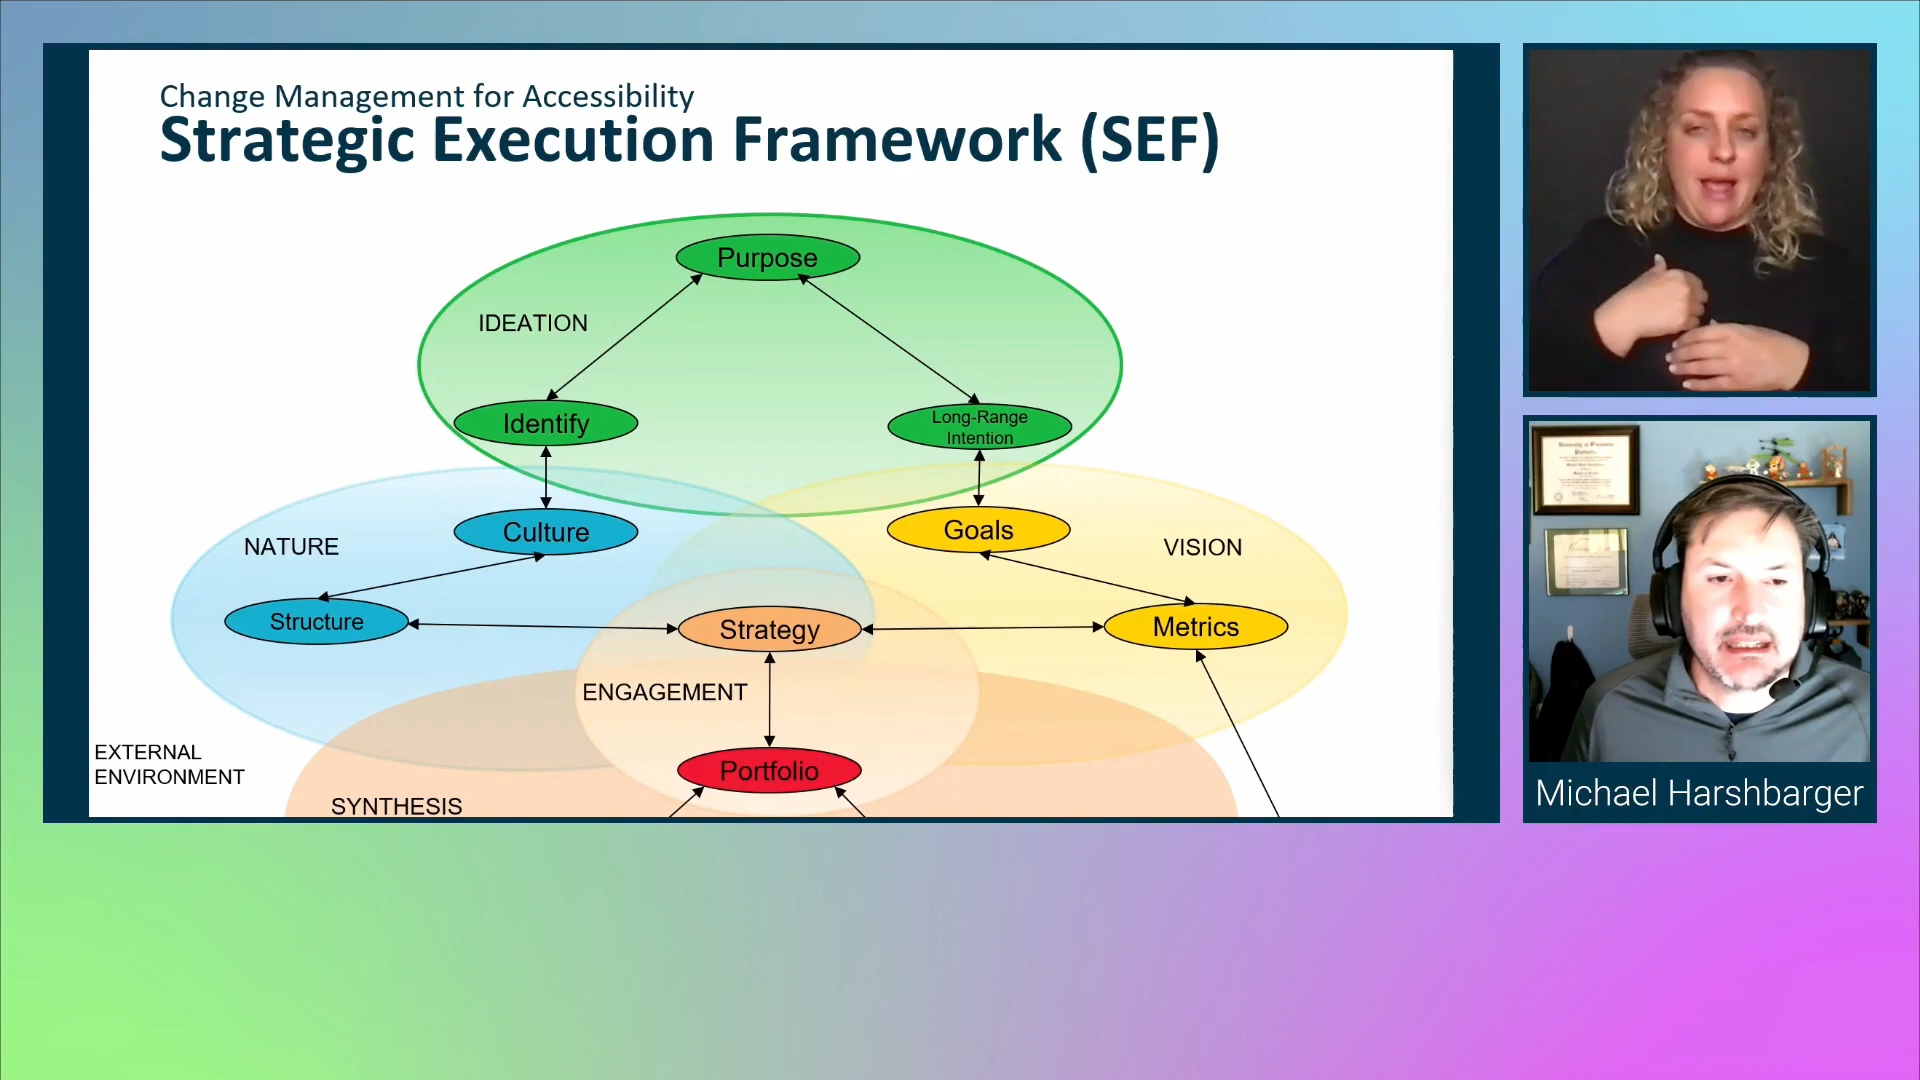 Change Management for Accessibility
Strategic Execution Framework (SEF)
Purpose
IDEATION
Identify
Long-Range
Intention
Culture
Goals
NATURE
VISION
Structure
Strategy
Metrics
ENGAGEMENT
EXTERNAL
ENVIRONMENT
Portfolio
SYNTHESIS
Michael Harshbarger